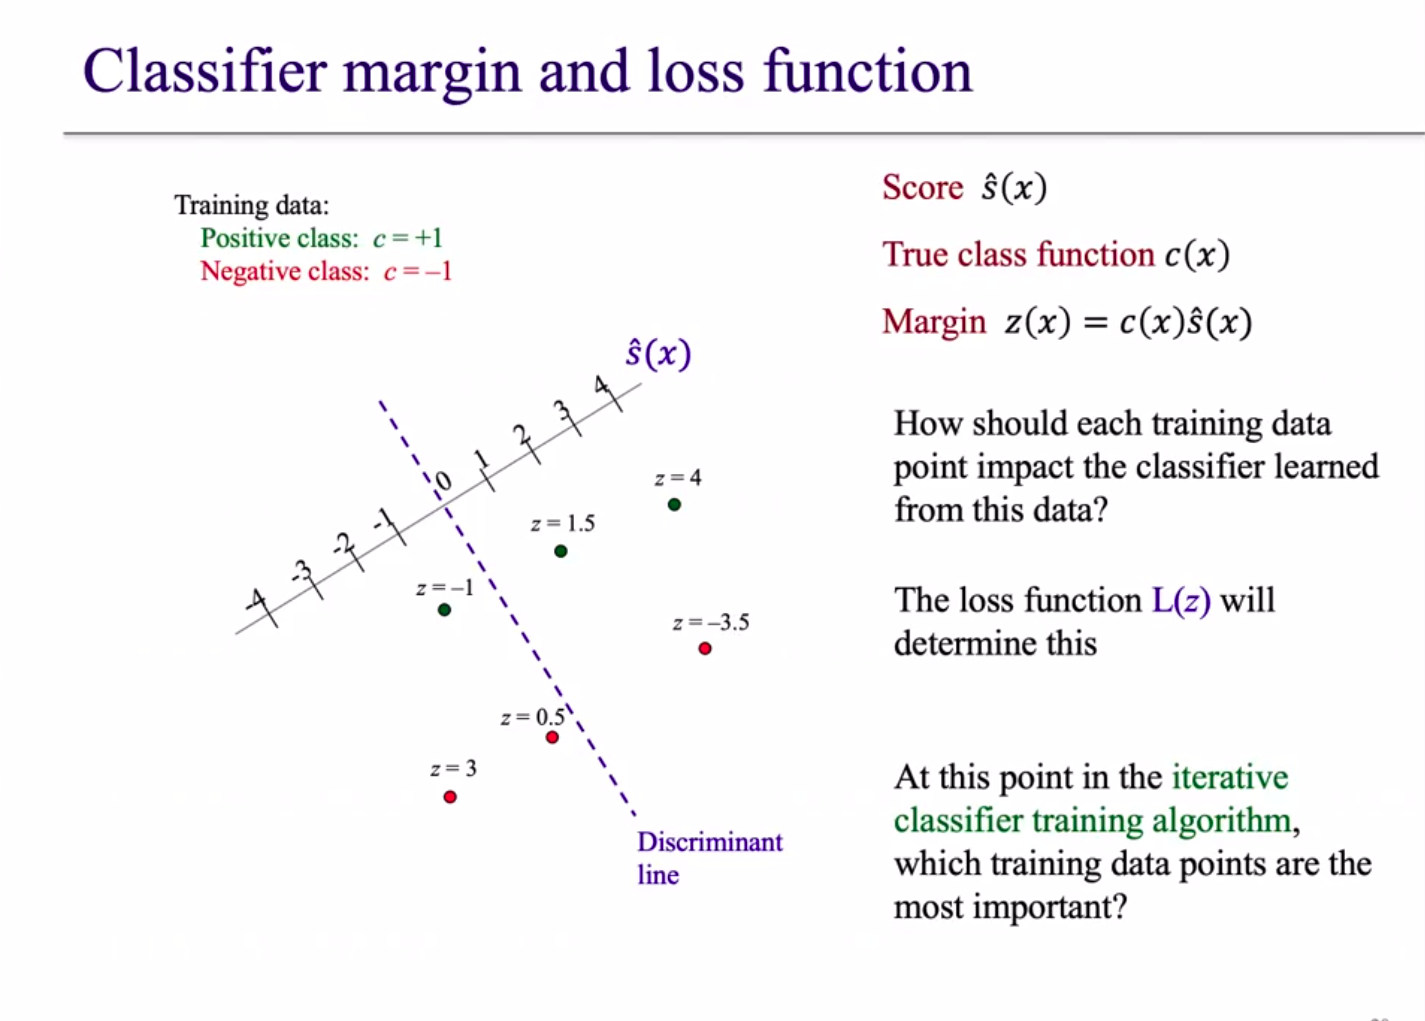 Classifier margin and loss function
Training data:
Positive class: c = +1
Negative class: c = –1
ŝ(x)
4
3
2
1
0
-1
-2
-3
-4
z = 4
z = 1.5
z = –1
z = –3.5
z = 0.5
z = 3
Discriminant
line
Score ŝ(x)
True class function c(x)
Margin z(x) = c(x)ŝ(x)
How should each training data
point impact the classifier learned
from this data?
The loss function L(z) will
determine this
At this point in the iterative
classifier training algorithm,
which training data points are the
most important?